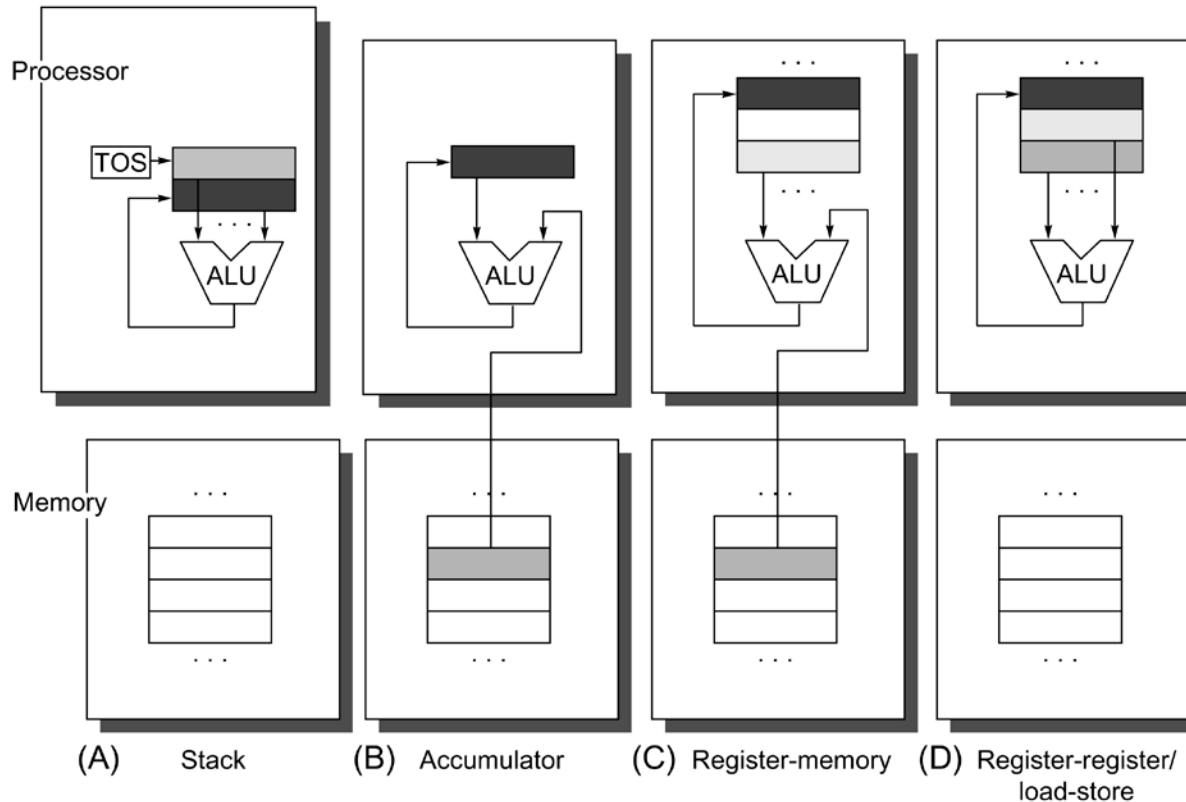 Processor
TOS
ALU
ALU
ALU
ALU
. . .
. . .
. . .
. . .
. . .
Memory
. . .
. . .
. . .
. . .
. . .
. . .
. . .
. . .
(A) Stack
(B) Accumulator
(C) Register-memory
(D) Register-register/
load-store